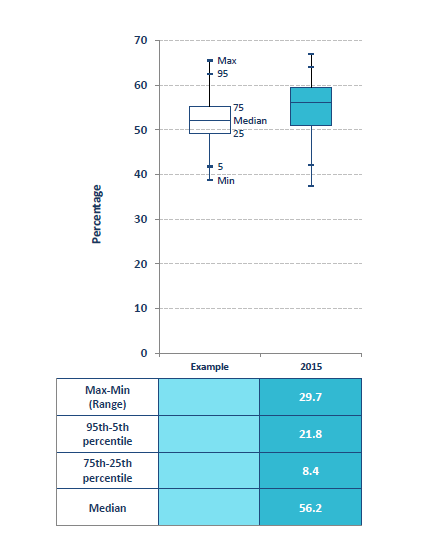 70
Max
95
60
75
Median
25
50
40
5
Min
30
20
10
0
Percentage
Example 2015
Max-Min
(Range)
29.7
95th-5th
percentile
21.8
75th-25th
percentile
8.4
Median
56.2